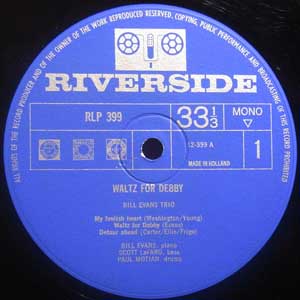 ALL RIGHTS OF THE RECORD PRODUCER AND OF THE OWNER OF THE WORK REPRODUCED RESERVED. COPYING, PUBLIC PERFORMANCE AND BROADCASTING OF THIS RECORD PROHIBITED
RIVERSIDE
RLP 399
33 1/3
MONO
12-399 A
MADE IN HOLLAND
1
WALTZ FOR DEBBY
BILL EVANS TRIO
My foolish heart (Washington/Young)
Waltz for Debby (Evans)
Detour ahead (Carter/Ellis/Frigo)
BILL EVANS, piano
SCOTT LaFARO, bass
PAUL MOTIAN, drums